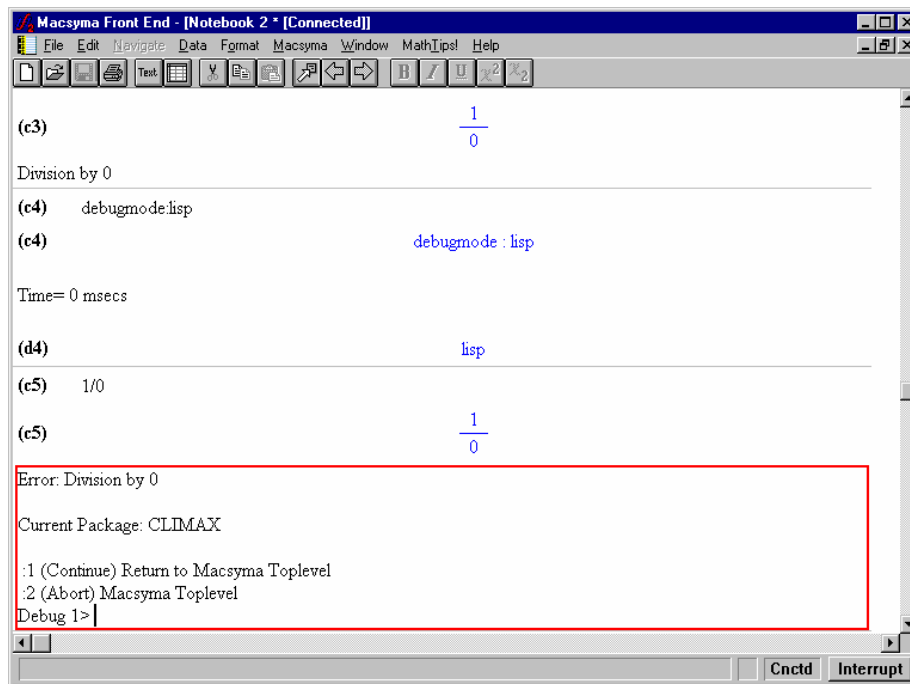 Macsyma Front End - [Notebook 2 * [Connected]]
File Edit Navigate Data Format Macsyma Window MathTips! Help
Text B I U x² x₂
(c3) 1
0
Division by 0
(c4) debugmode:lisp
(c4) debugmode : lisp
Time= 0 msecs
(d4) lisp
(c5) 1/0
(c5) 1
0
Error: Division by 0
Current Package: CLIMAX
:1 (Continue) Return to Macsyma Toplevel
:2 (Abort) Macsyma Toplevel
Debug 1>
Cnctd Interrupt